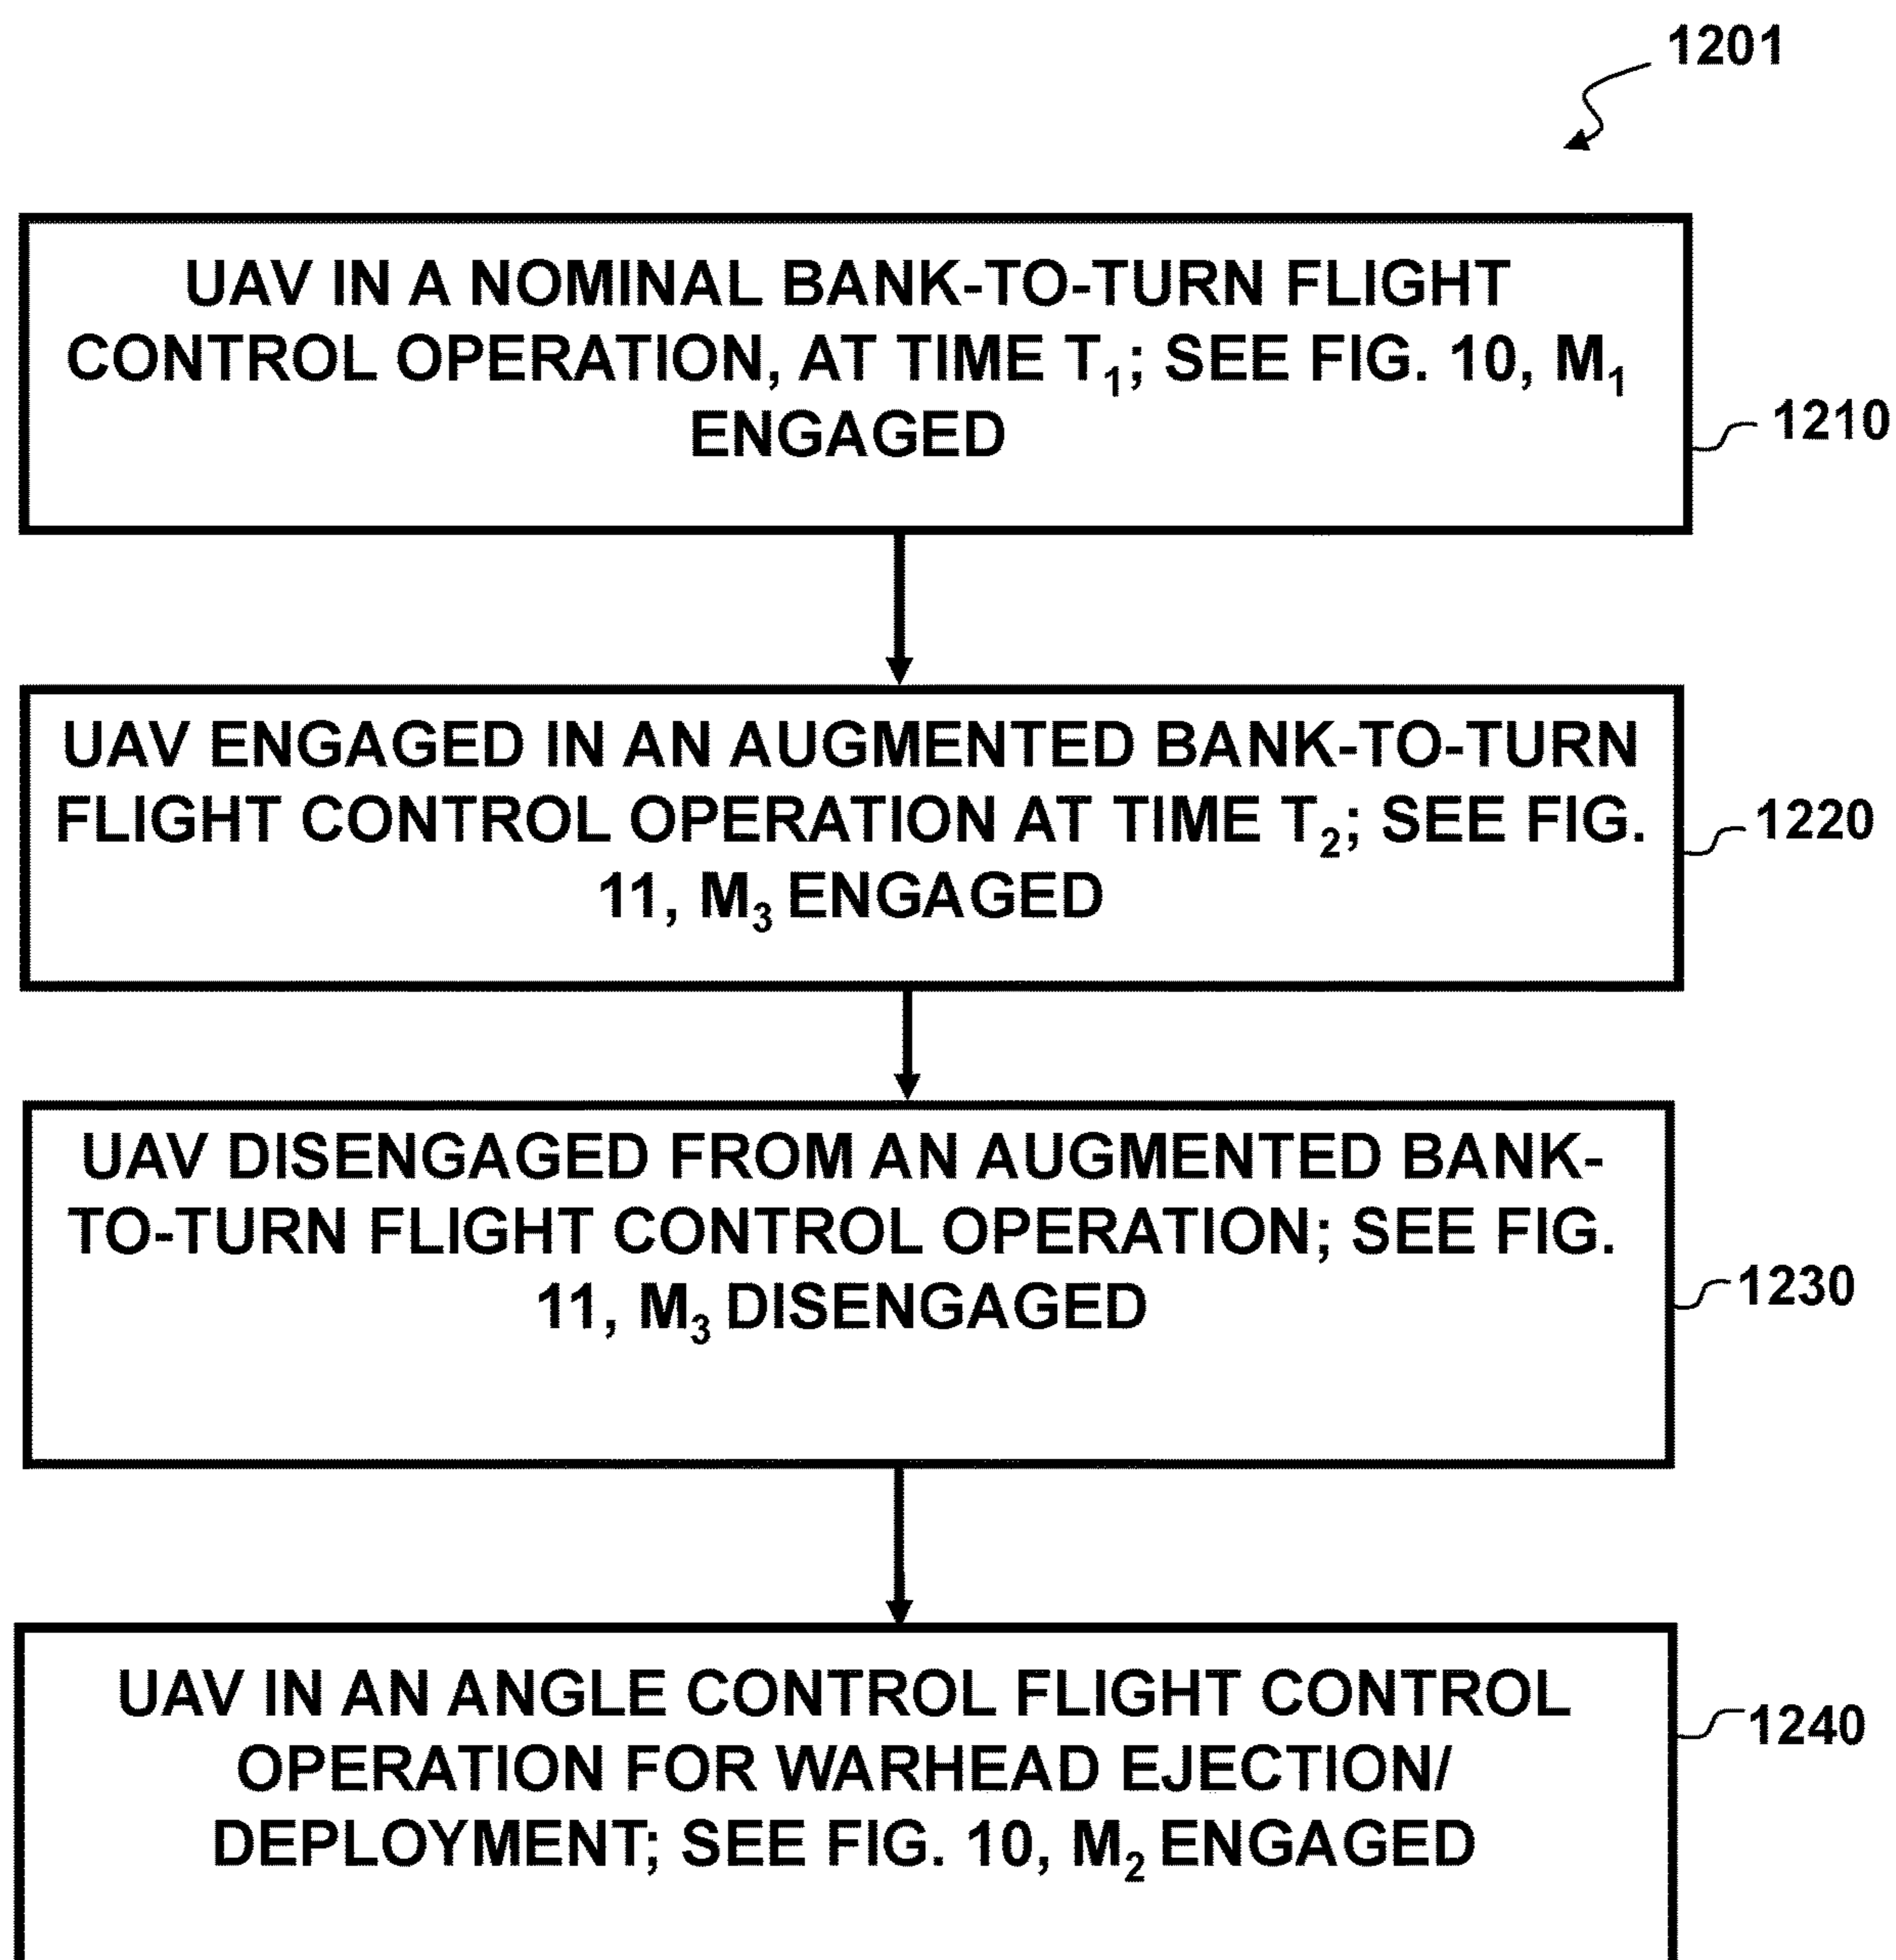 1201
UAV IN A NOMINAL BANK-TO-TURN FLIGHT
CONTROL OPERATION, AT TIME T₁; SEE FIG. 10, M₁
ENGAGED
1210
UAV ENGAGED IN AN AUGMENTED BANK-TO-TURN
FLIGHT CONTROL OPERATION AT TIME T₂; SEE FIG.
11, M₃ ENGAGED
1220
UAV DISENGAGED FROM AN AUGMENTED BANK-
TO-TURN FLIGHT CONTROL OPERATION; SEE FIG.
11, M₃ DISENGAGED
1230
UAV IN AN ANGLE CONTROL FLIGHT CONTROL
OPERATION FOR WARHEAD EJECTION/
DEPLOYMENT; SEE FIG. 10, M₂ ENGAGED
1240